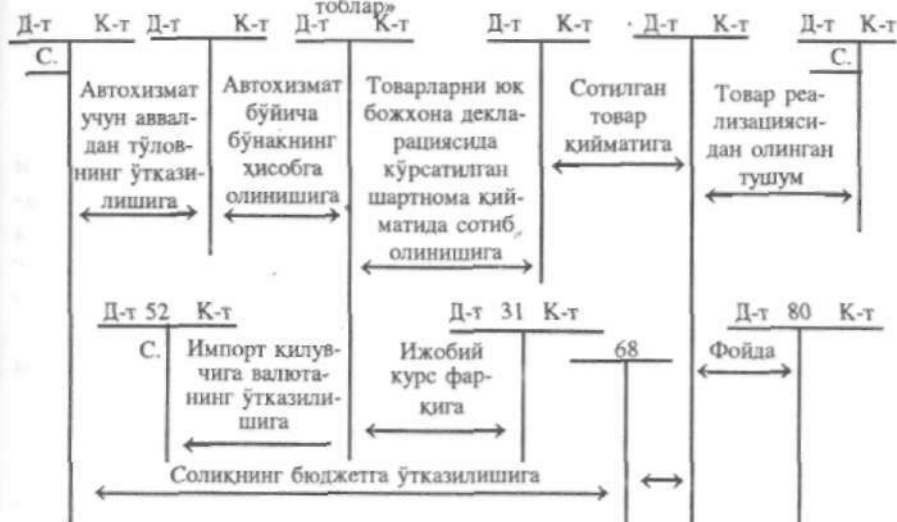 тоблар»
Д-т К-т Д-т К-т Д-т К-т Д-т К-т Д-т К-т Д-т К-т
С. С.
Автохизмат
учун аввал-
дан тўлов-
нинг ўткази-
лишига
Автохизмат
бўйича
бўнакнинг
ҳисобга
олинишига
Товарларни юк
божхона декла-
рациясида
кўрсатилган
шартнома қий-
матида сотиб
олинишига
Сотилган
товар
қийматига
Товар реа-
лизацияси-
дан олинган
тушум
Д-т 52 К-т
С.
Импорт қилув-
чига валюта-
нинг ўтказили-
шига
Д-т 31 К-т
Ижобий
курс фар-
қига
68
Д-т 80 К-т
Фойда
Солиқнинг бюджетга ўтказилишига